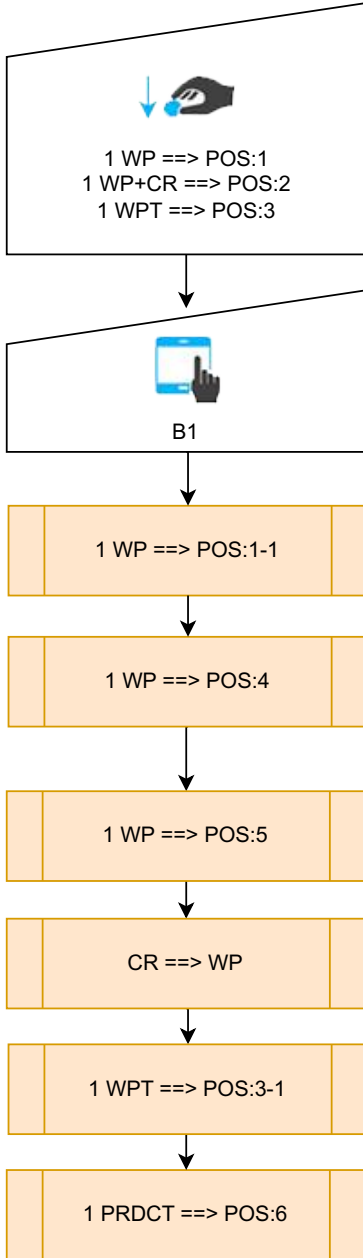 1 WP ==> POS:1
1 WP+CR ==> POS:2
1 WPT ==> POS:3
B1
1 WP ==> POS:1-1
1 WP ==> POS:4
1 WP ==> POS:5
CR ==> WP
1 WPT ==> POS:3-1
1 PRDCT ==> POS:6